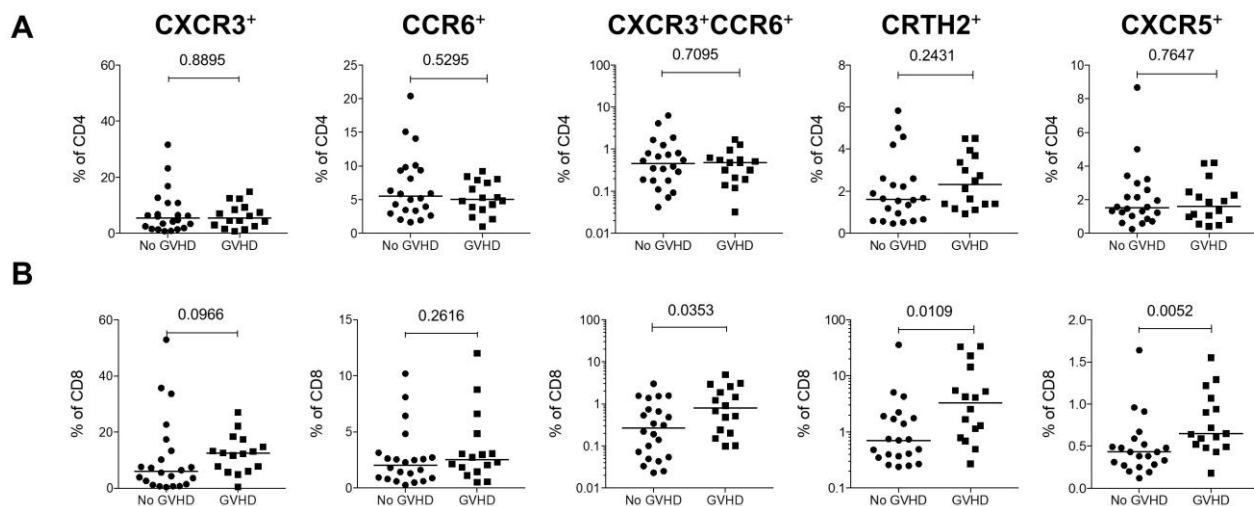 A
CXCR3+ CCR6+ CXCR3+CCR6+ CRTH2+ CXCR5+
0.8895 0.5295 0.7095 0.2431 0.7647
% of CD4 % of CD4 % of CD4 % of CD4 % of CD4
60 25 100 8 10
20 8
40 15 10 6 6
10 1 4 4
20 5 0.1 2 2
0 0 0.01 0 0
No GVHD GVHD No GVHD GVHD No GVHD GVHD No GVHD GVHD No GVHD GVHD
B
0.0966 0.2616 0.0353 0.0109 0.0052
% of CD8 % of CD8 % of CD8 % of CD8 % of CD8
60 15 100 100 2.0
40 10 10 10 1.5
1 1.0
20 5 0.1 1 0.5
0 0 0.01 0.1 0.0
No GVHD GVHD No GVHD GVHD No GVHD GVHD No GVHD GVHD No GVHD GVHD